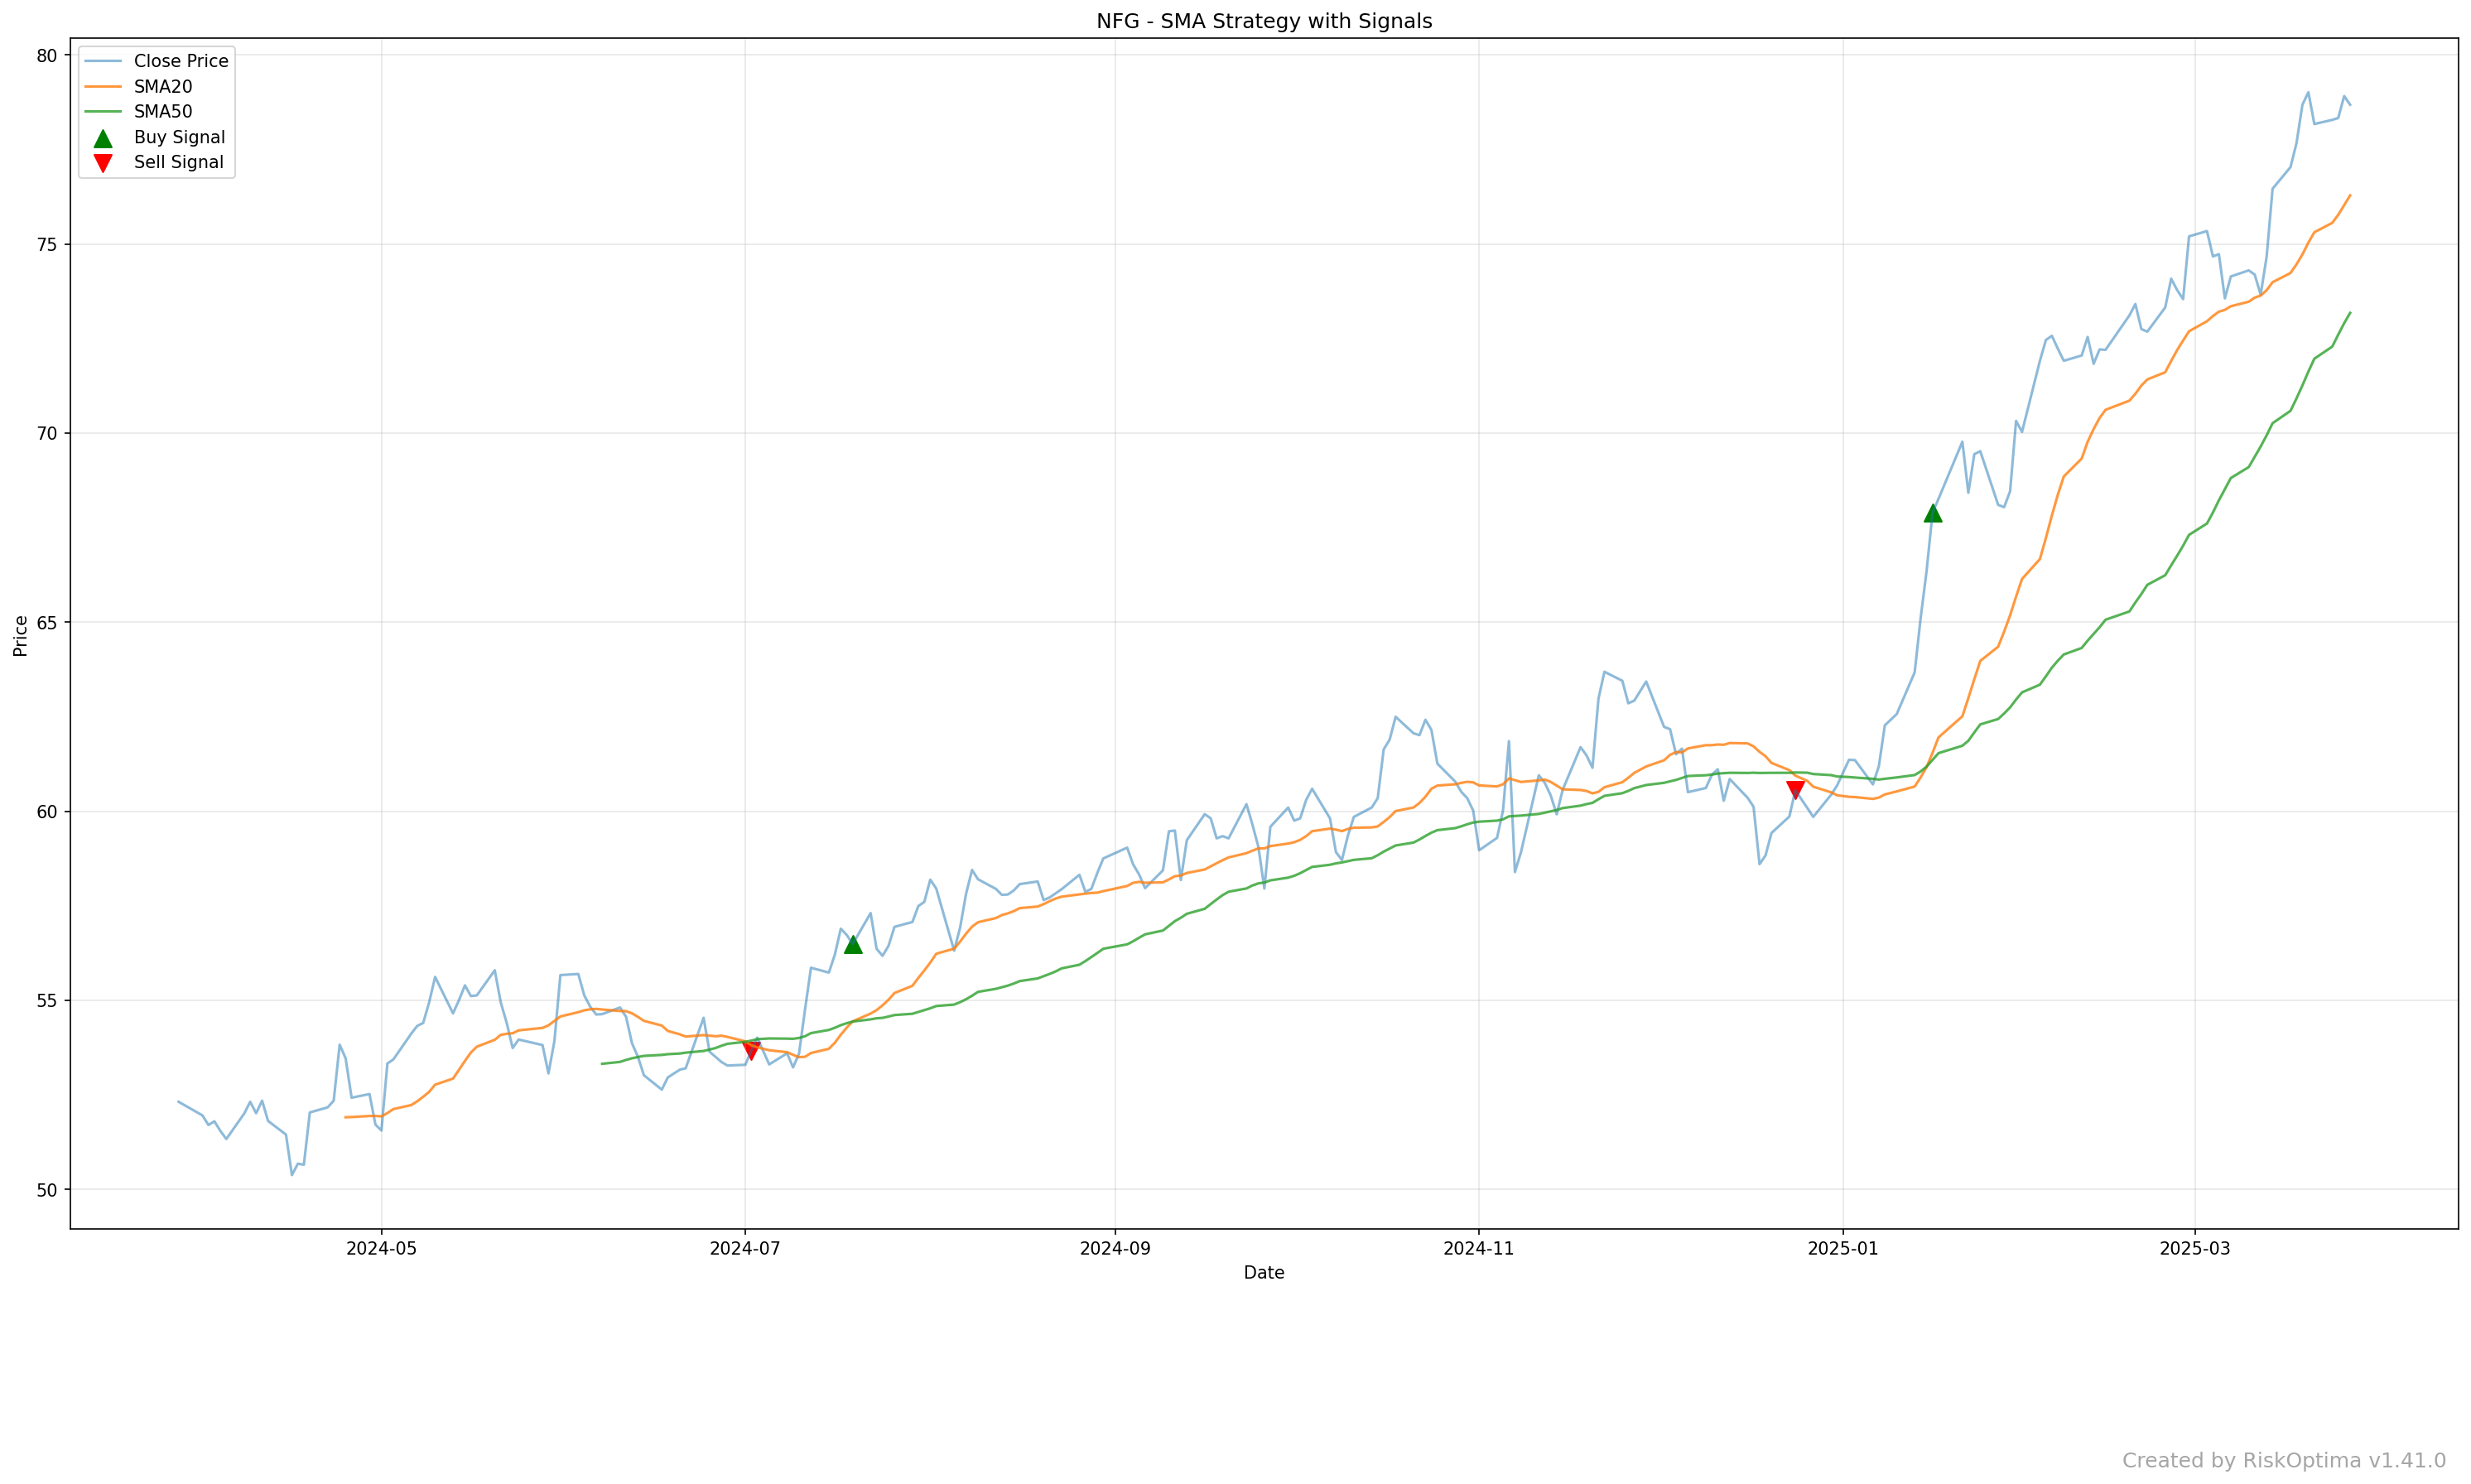 NFG - SMA Strategy with Signals
Close Price
SMA20
SMA50
Buy Signal
Sell Signal
80
75
70
65
60
55
50
Price
2024-05
2024-07
2024-09
2024-11
2025-01
2025-03
Date
Created by RiskOptima v1.41.0